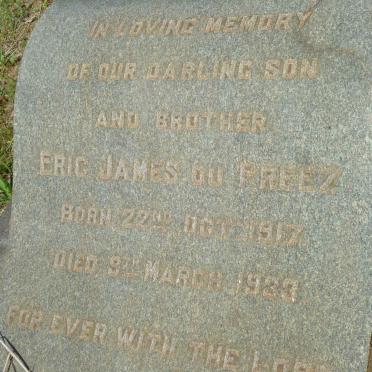 IN LOVING MEMORY
OF OUR DARLING SON
AND BROTHER
ERIC JAMES DU PREEZ
BORN 22ND OCT. 1917
DIED 9TH MARCH
FOR EVER WITH THE LORD